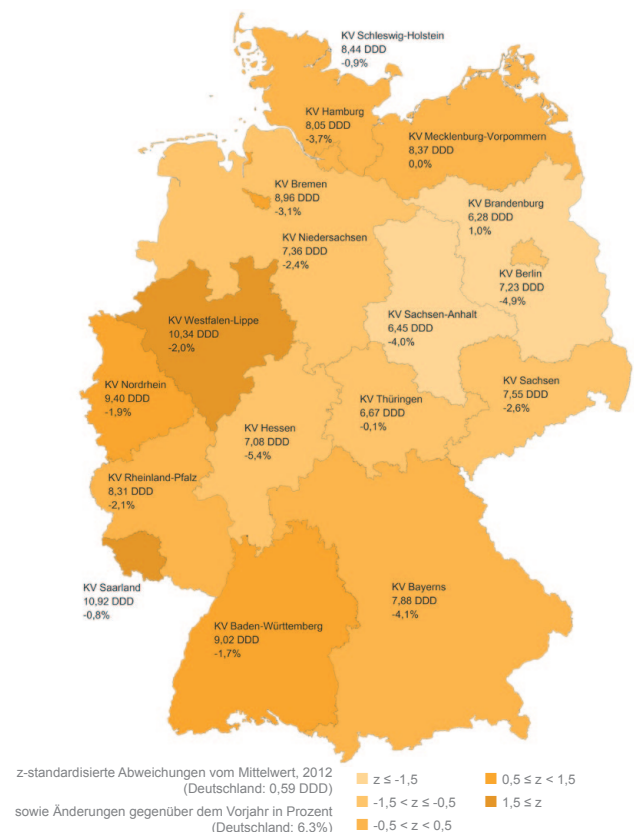 KV Schleswig-Holstein
8,44 DDD
-0,9%
KV Hamburg
8,05 DDD
-3,7%
KV Mecklenburg-Vorpommern
8,37 DDD
0,0%
KV Bremen
8,96 DDD
-3,1%
KV Brandenburg
6,28 DDD
1,0%
KV Niedersachsen
7,36 DDD
-2,4%
KV Berlin
7,23 DDD
-4,9%
KV Westfalen-Lippe
10,34 DDD
-2,0%
KV Sachsen-Anhalt
6,45 DDD
-4,0%
KV Nordrhein
9,40 DDD
-1,9%
KV Sachsen
7,55 DDD
-2,6%
KV Thüringen
6,67 DDD
-0,1%
KV Hessen
7,08 DDD
-5,4%
KV Rheinland-Pfalz
8,31 DDD
-2,1%
KV Saarland
10,92 DDD
-0,8%
KV Bayerns
7,88 DDD
-4,1%
KV Baden-Württemberg
9,02 DDD
-1,7%
z-standardisierte Abweichungen vom Mittelwert, 2012
(Deutschland: 0,59 DDD)
sowie Änderungen gegenüber dem Vorjahr in Prozent
(Deutschland: 6,3%)
z ≤ -1,5
-1,5 < z ≤ -0,5
-0,5 < z < 0,5
0,5 ≤ z < 1,5
1,5 ≤ z